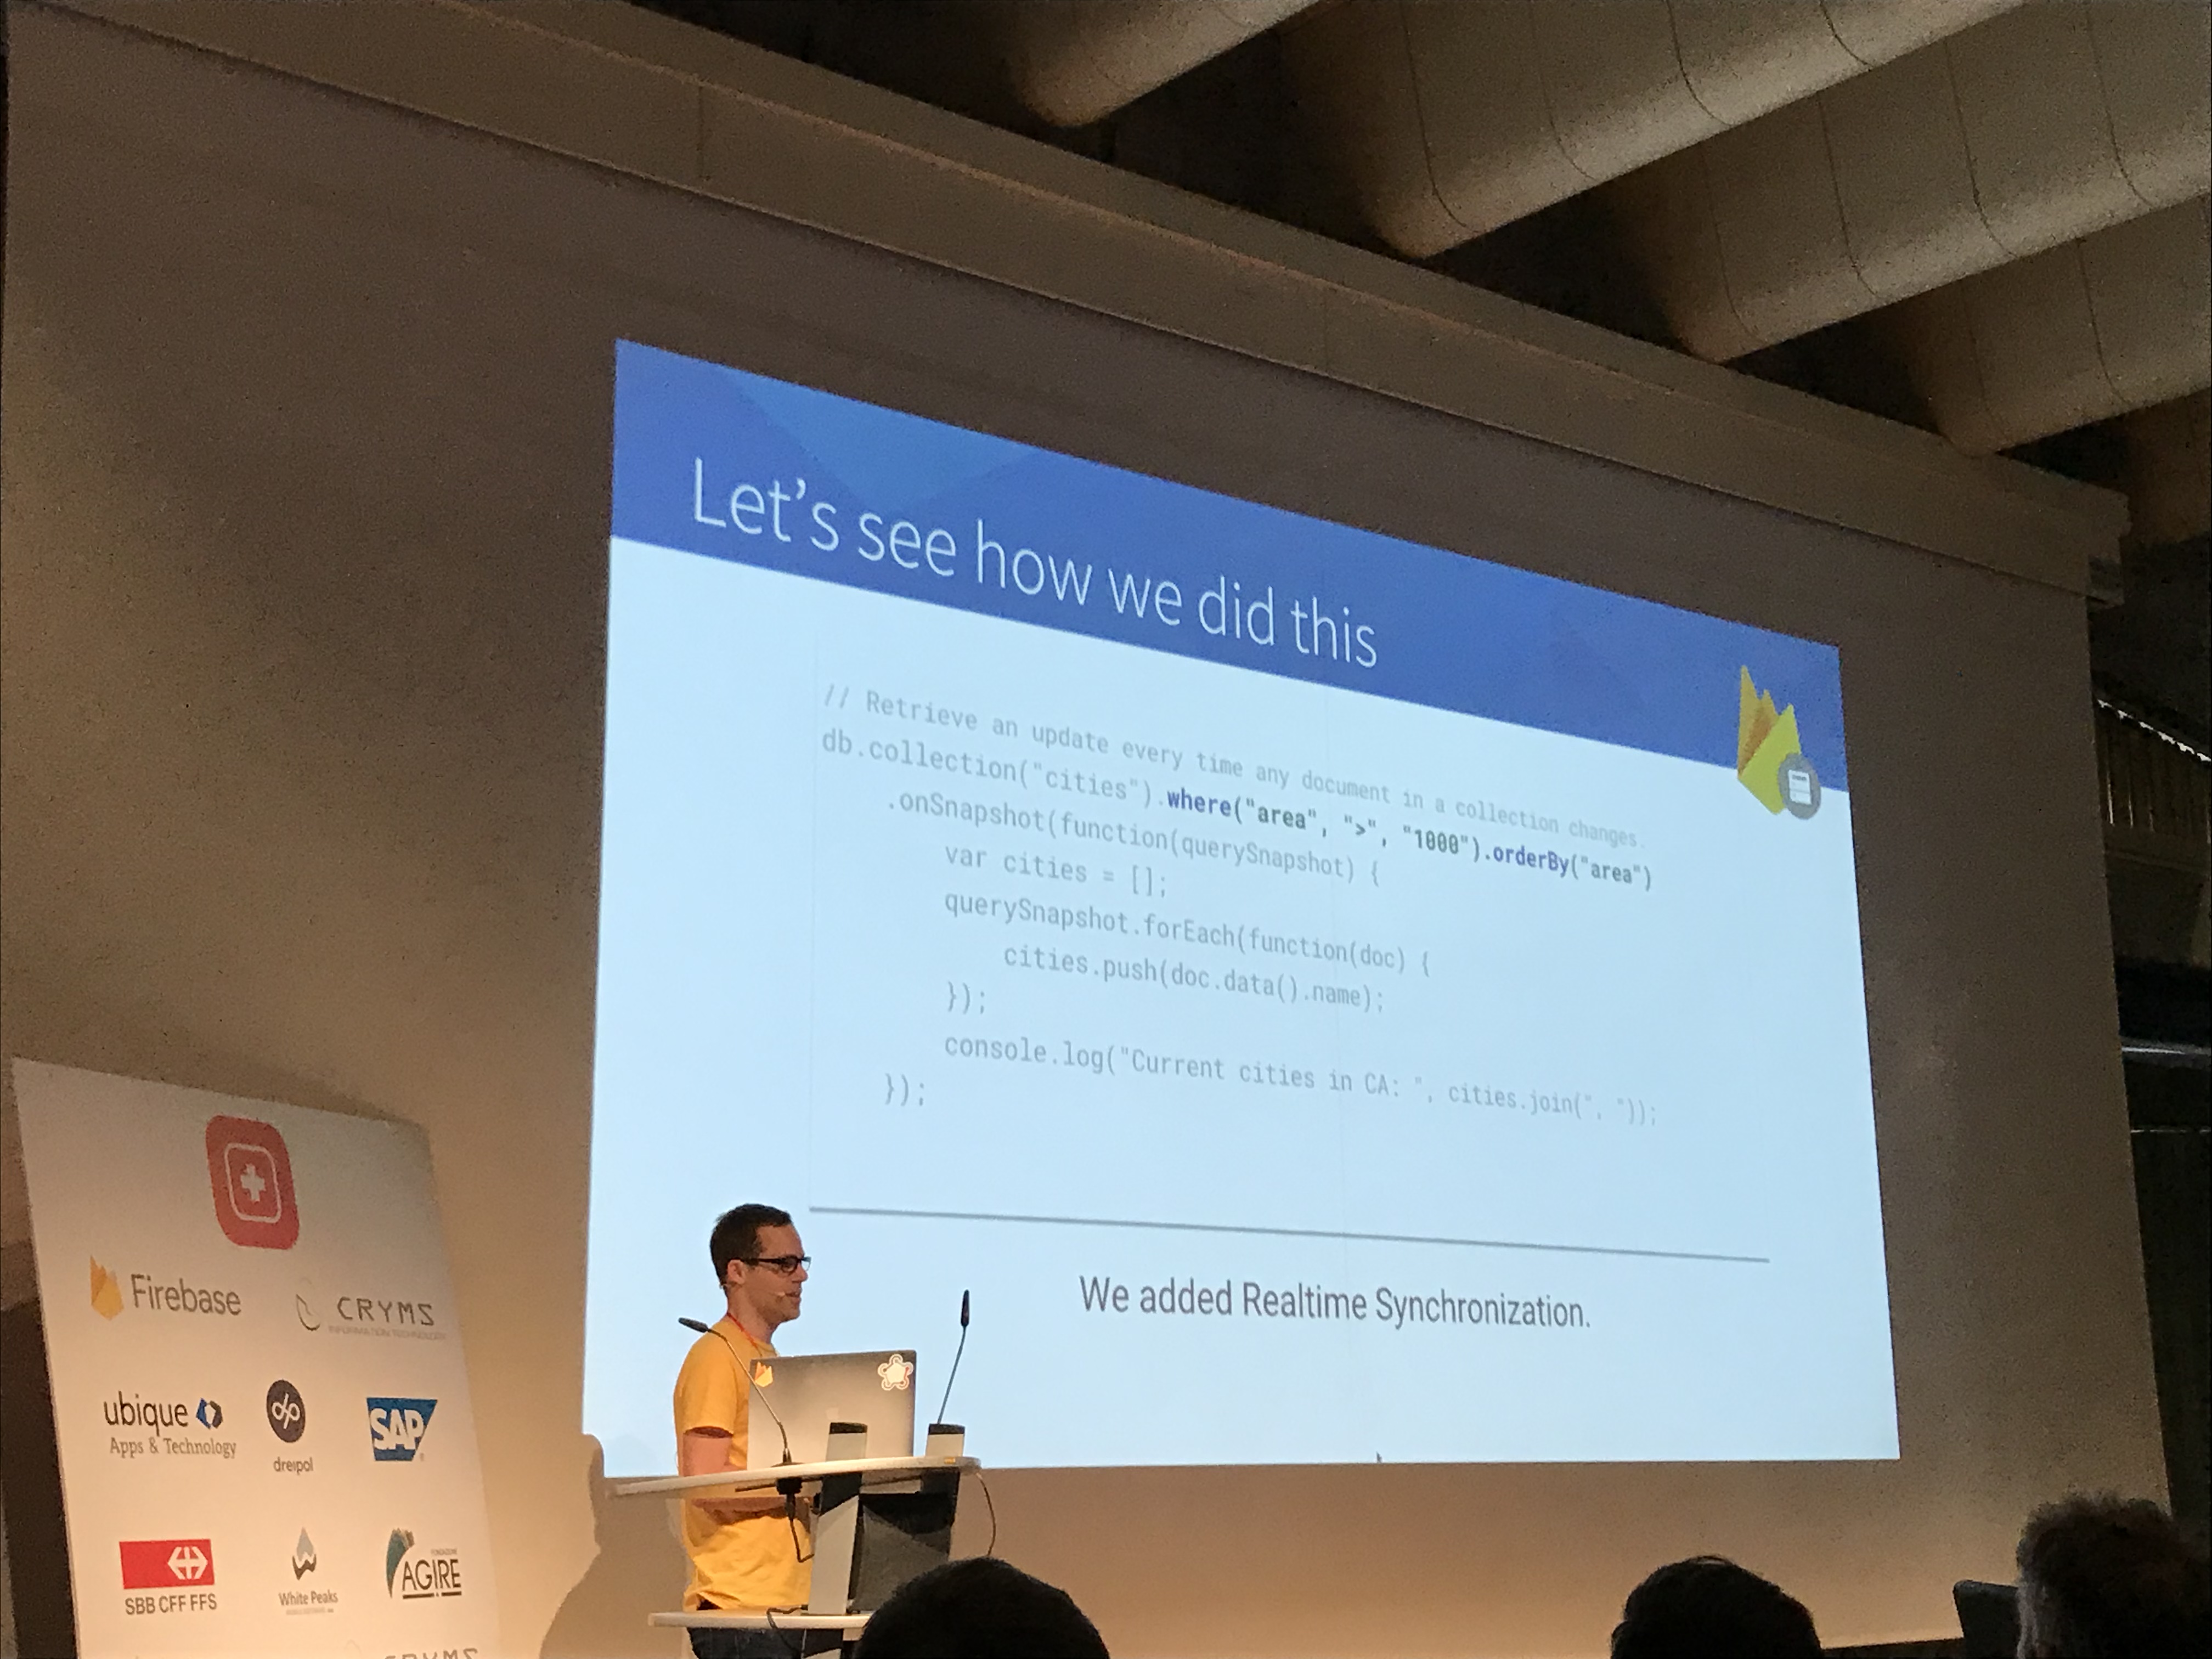 Let's see how we did this
// Retrieve an update every time any document in a collection changes.
db.collection("cities").where("area", ">", "1000").orderBy("area")
.onSnapshot(function(querySnapshot) {
var cities = [];
querySnapshot.forEach(function(doc) {
cities.push(doc.data().name);
});
console.log("Current cities in CA: ", cities.join(", "));
});
We added Realtime Synchronization.
Firebase
CRYMS
INFORMATION TECHNOLOGY
ubique
Apps & Technology
dp
dreipol
SAP
SBB CFF FFS
White Peaks
FONDAZIONE
AGIRE
CRYMS